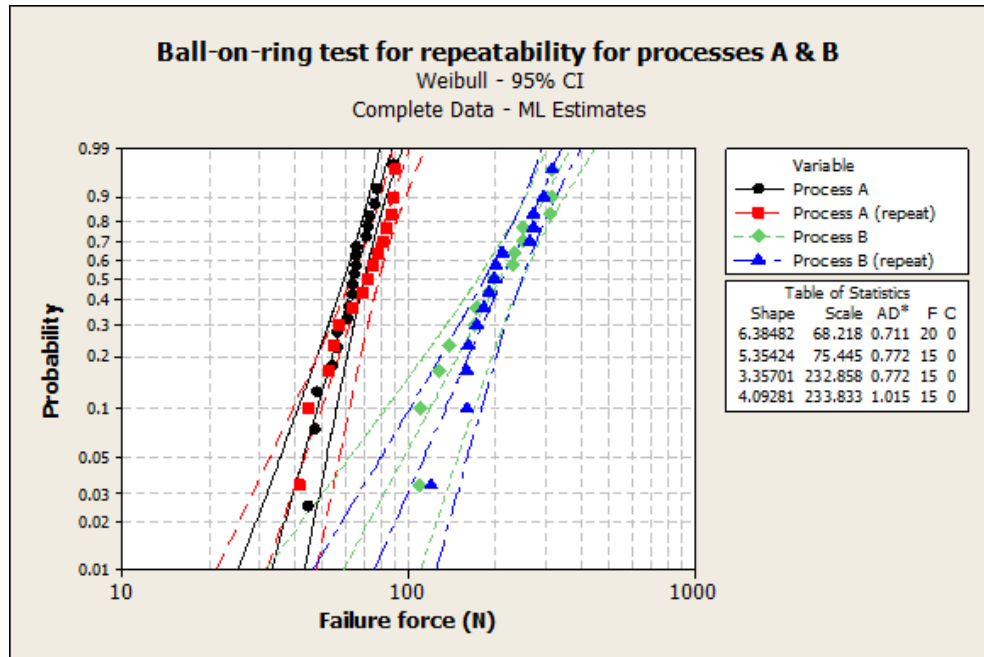 Ball-on-ring test for repeatability for processes A & B
Weibull - 95% CI
Complete Data - ML Estimates
Probability
0.99
0.9
0.8
0.7
0.6
0.5
0.4
0.3
0.2
0.1
0.05
0.03
0.02
0.01
10 100 1000
Failure force (N)
Variable
Process A
Process A (repeat)
Process B
Process B (repeat)
Table of Statistics
Shape Scale AD* F C
6.38482 68.218 0.711 20 0
5.35424 75.445 0.772 15 0
3.35701 232.858 0.772 15 0
4.09281 233.833 1.015 15 0